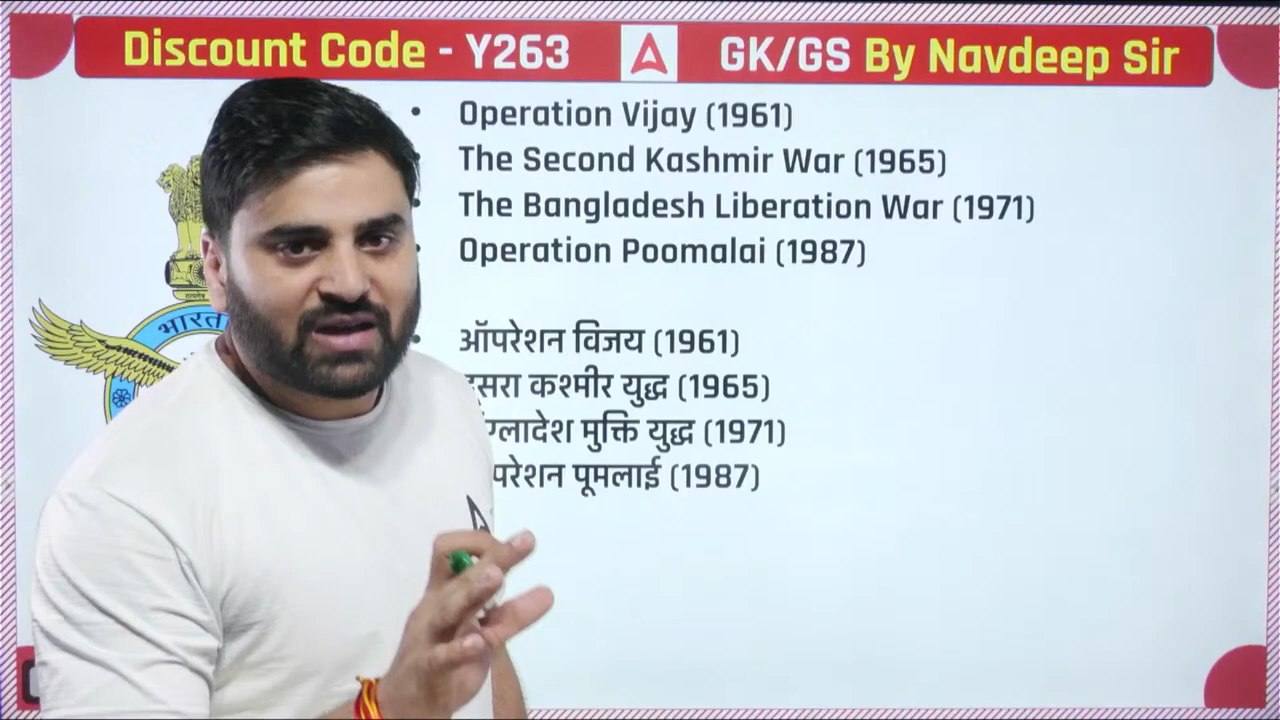 Discount Code - Y263
GK/GS By Navdeep Sir
• Operation Vijay (1961)
The Second Kashmir War (1965)
The Bangladesh Liberation War (1971)
Operation Poomalai (1987)
भारत
ऑपरेशन विजय (1961)
कश्मीर युद्ध (1965)
मुक्ति युद्ध (1971)
पूमलाई (1987)